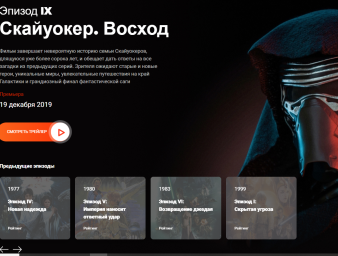 Эпизод IX
Скайуокер. Восход
Фильм завершает невероятную историю семьи Скайуокеров,
длящуюся уже более сорока лет, и обещает дать ответы на все
загадки из предыдущих серий. Зрителя ожидают старые и новые
герои, уникальные миры, увлекательные путешествия на край
Галактики и грандиозный финал фантастической саги
Премьера
19 декабря 2019
СМОТРЕТЬ ТРЕЙЛЕР
Предыдущие эпизоды
1977
Эпизод IV:
Новая надежда
Рейтинг
1980
Эпизод V:
Империя наносит
ответный удар
Рейтинг
1983
Эпизод VI:
Возвращение джедая
Рейтинг
1999
Эпизод I:
Скрытая угроза
Рейтинг